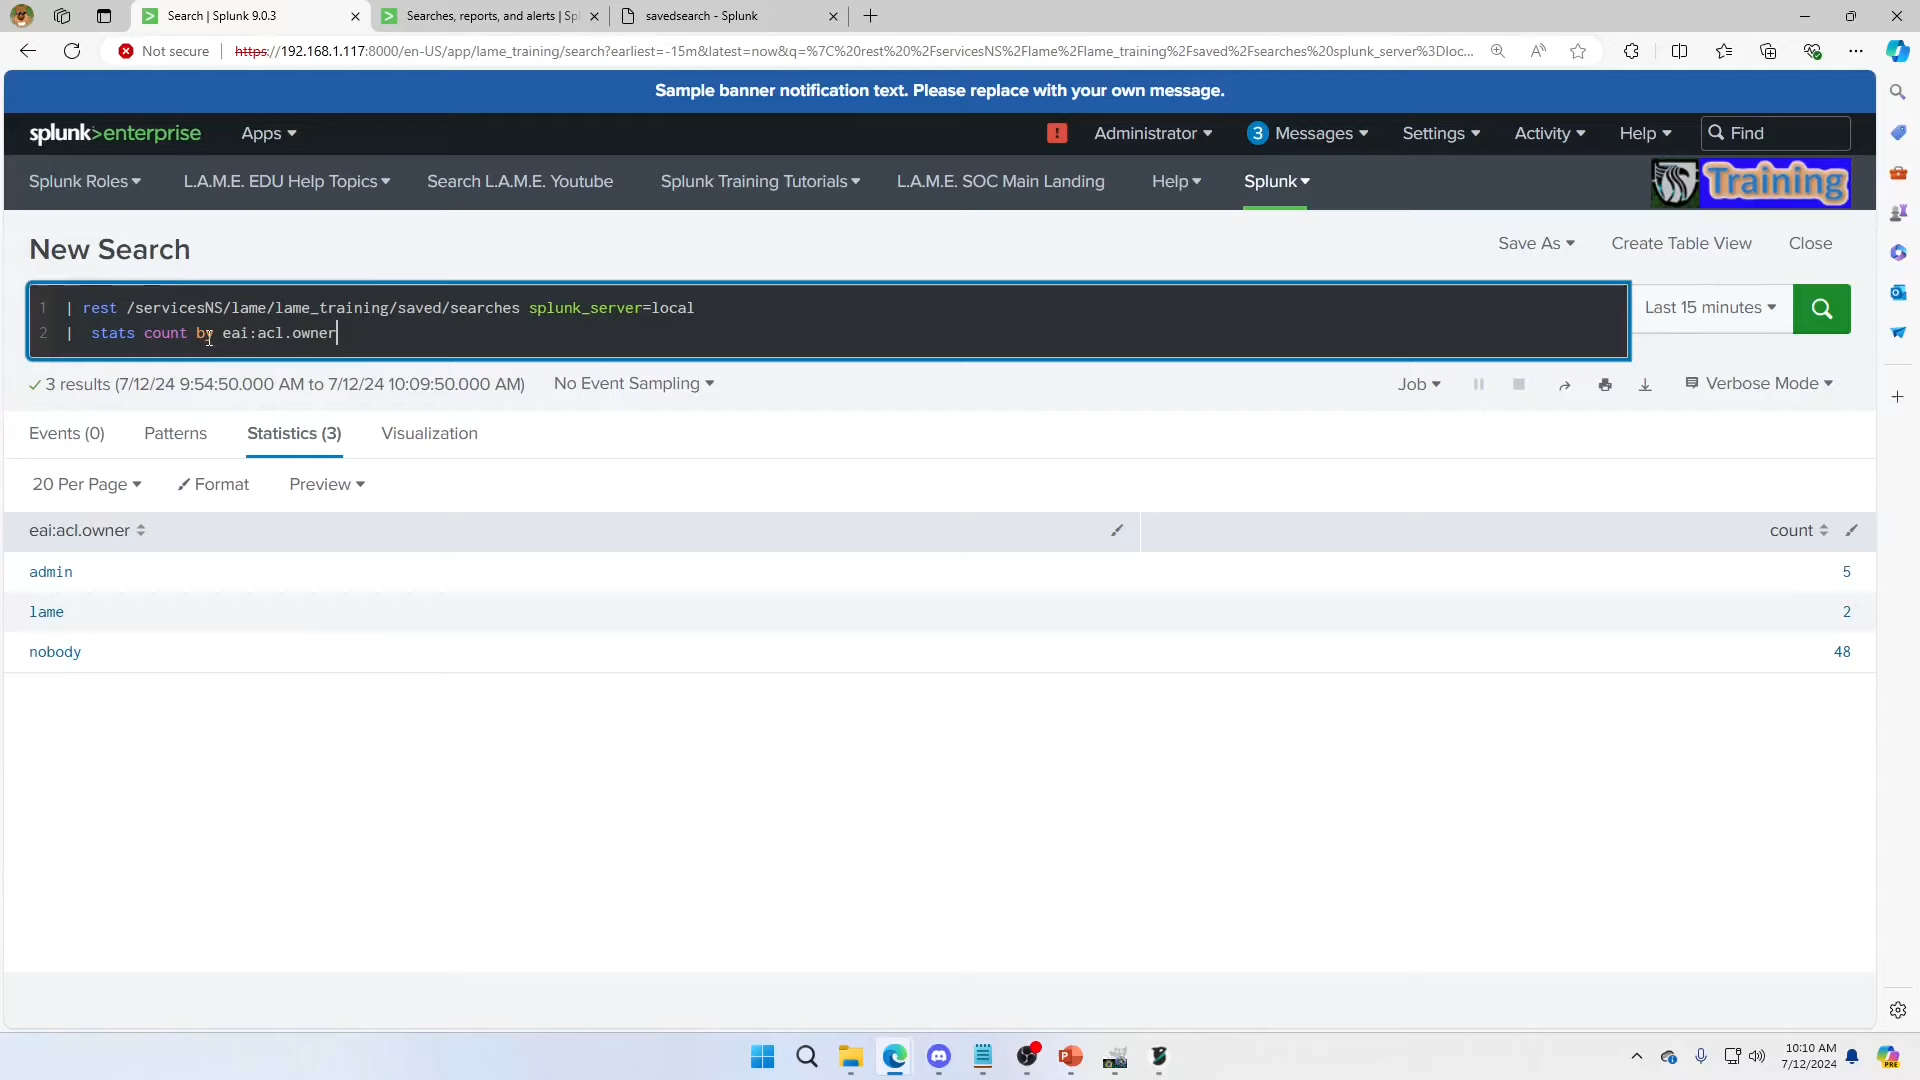 Search | Splunk 9.0.3
Searches, reports, and alerts | Spl
savedsearch - Splunk
Not secure
https://192.168.1.117:8000/en-US/app/lame_training/search?earliest=-15m&latest=now&q=%7C%20rest%20%2FservicesNS%2Flame%2Flame_training%2Fsaved%2Fsearches%20splunk_server%3Dloc...
Sample banner notification text. Please replace with your own message.
splunk>enterprise Apps ! Administrator 3 Messages Settings Activity Help Find
Splunk Roles L.A.M.E. EDU Help Topics Search L.A.M.E. Youtube Splunk Training Tutorials L.A.M.E. SOC Main Landing Help Splunk Training
New Search Save As Create Table View Close
1 | rest /servicesNS/lame/lame_training/saved/searches splunk_server=local
2 | stats count by eai:acl.owner
Last 15 minutes
3 results (7/12/24 9:54:50.000 AM to 7/12/24 10:09:50.000 AM) No Event Sampling Job Verbose Mode
Events (0) Patterns Statistics (3) Visualization
20 Per Page Format Preview
eai:acl.owner count
admin 5
lame 2
nobody 48
10:10 AM
7/12/2024
PRE